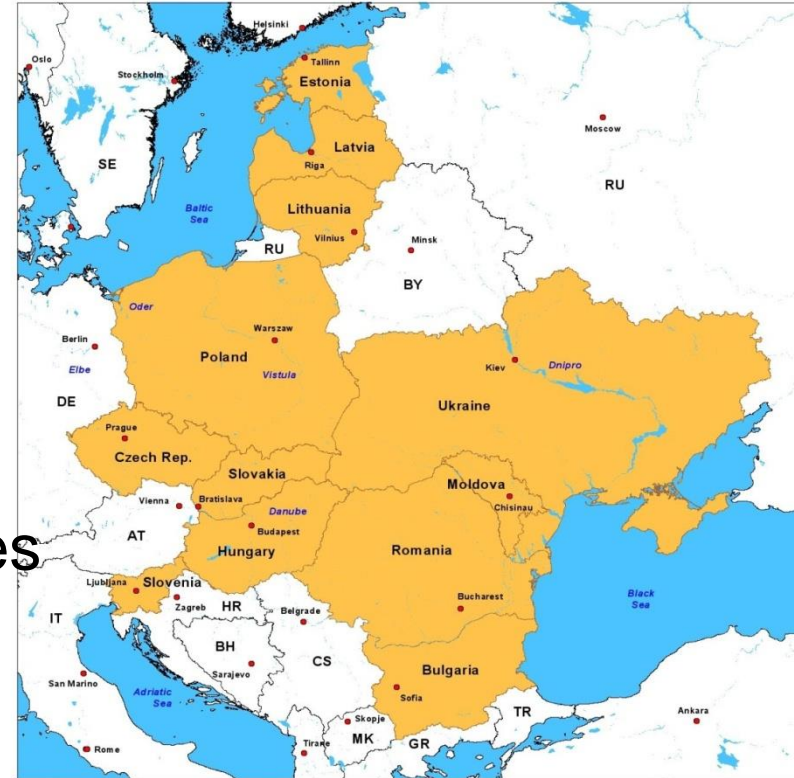 Helsinki
Oslo
Tallinn
Stockholm
Estonia
Moscow
Latvia
Riga
SE
RU
Baltic
Sea
Lithuania
Vilnius
Minsk
RU
BY
Oder
Warszaw
Berlin
Poland
Kiev
Dnipro
Elbe
Vistula
DE
Ukraine
Prague
Czech Rep.
Slovakia
Moldova
Vienna
Bratislava
Chisinau
Danube
Budapest
AT
Hungary
Romania
es
Ljubljana
Slovenia
Zagreb
HR
Belgrade
Bucharest
Black
Sea
IT
BH
CS
Sarajevo
Bulgaria
San Marino
Adriatic
Sea
Sofia
Skopje
TR
Ankara
Rome
Tirane
MK
GR